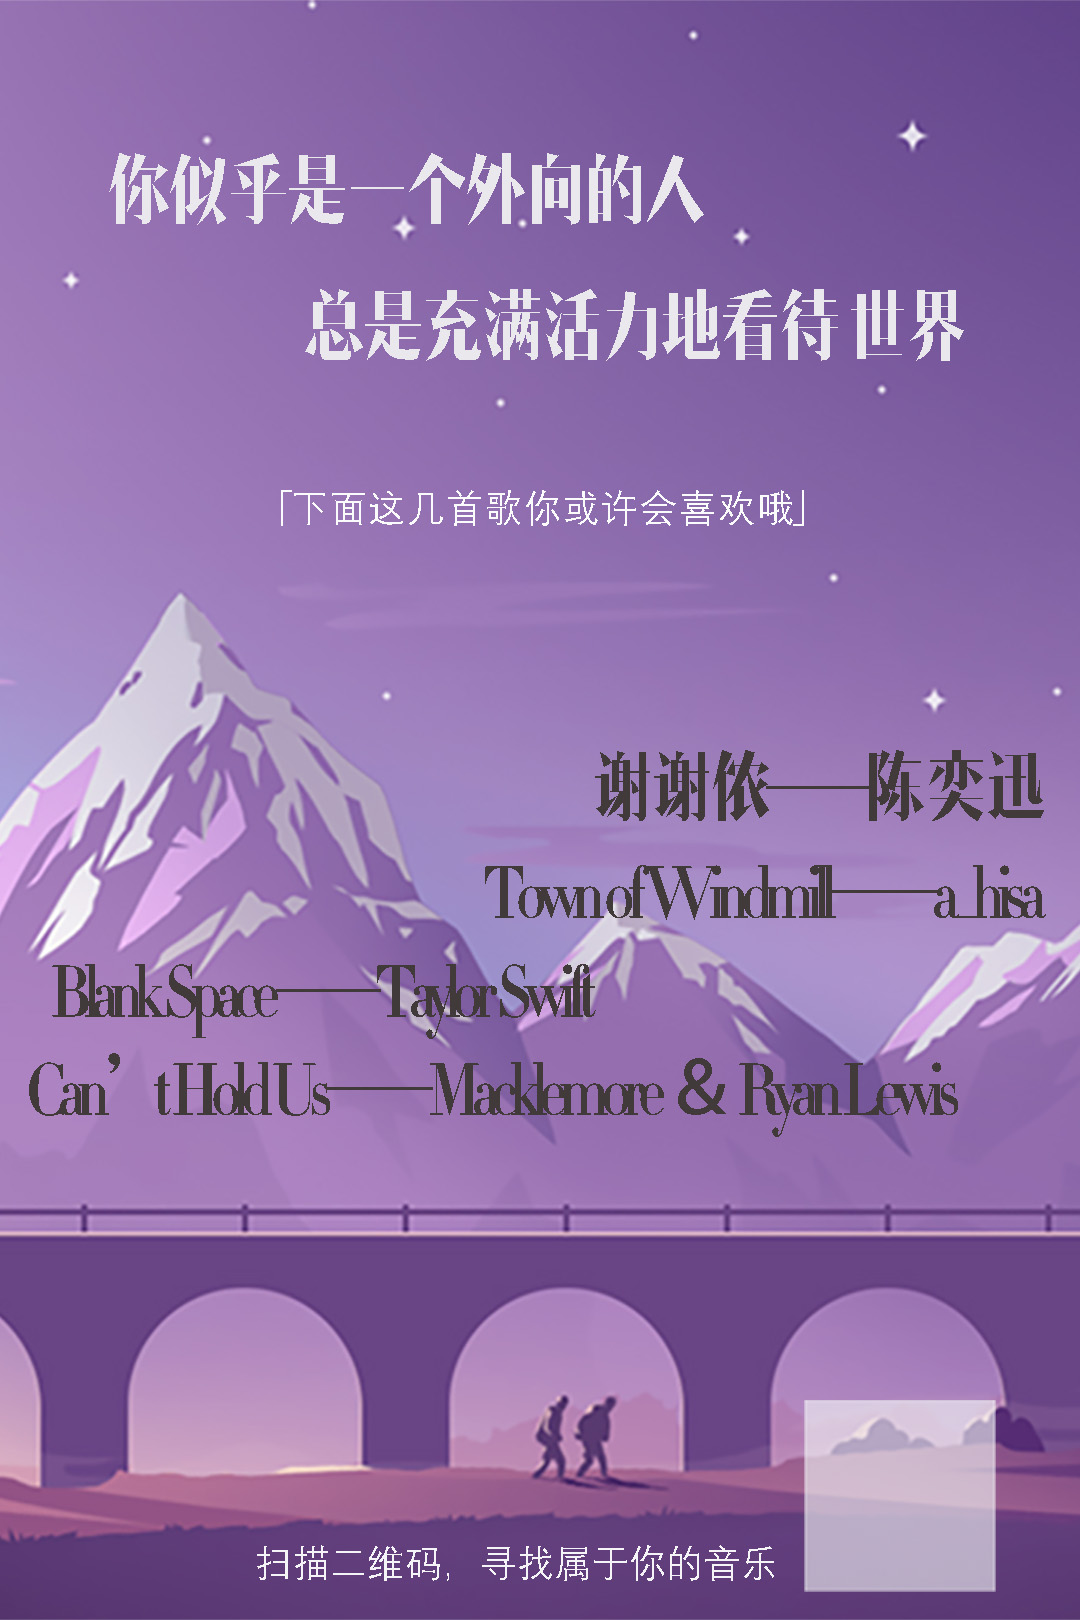 你似乎是一个外向的人
总是充满活力地看待世界
「下面这几首歌你或许会喜欢哦」
谢谢侬——陈奕迅
Town of Windmill——a_hisa
Blank Space——Taylor Swift
Can’t Hold Us——Macklemore & Ryan Lewis
扫描二维码，寻找属于你的音乐